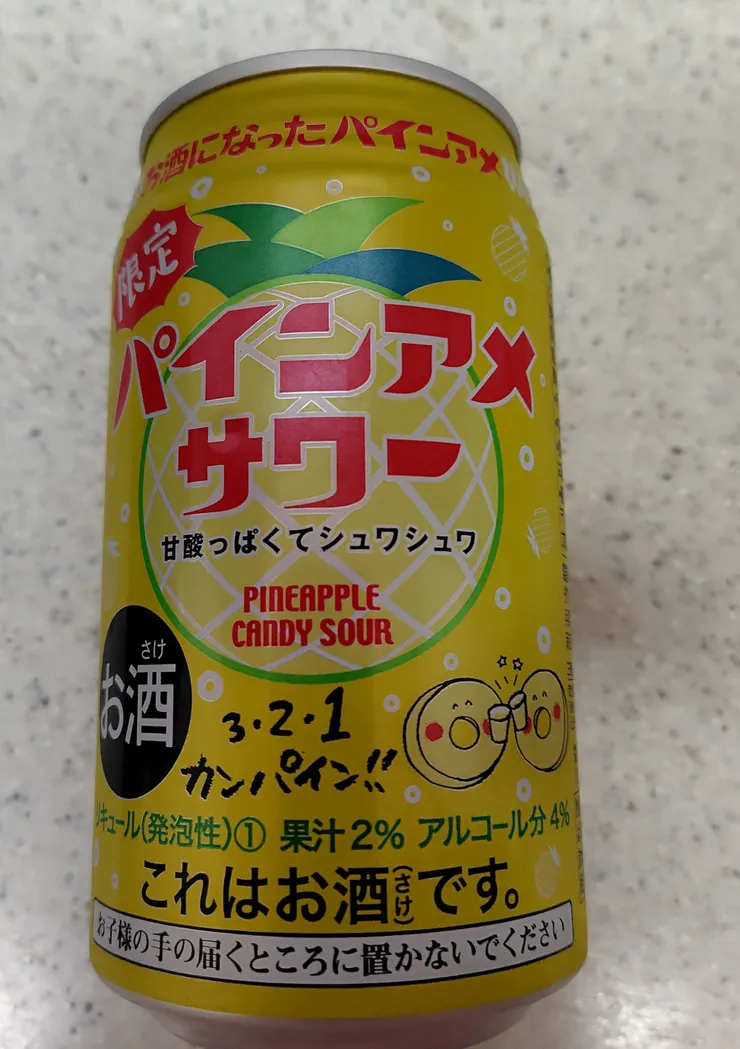 お酒になったパインアメ
限定
パインアメ
サワー
甘酸っぱくてシュワシュワ
PINEAPPLE
CANDY SOUR
さけ
お酒
3・2・1
カンパイン!!
リキュール(発泡性)① 果汁2% アルコール分4%
これはお酒(さけ)です。
お子様の手の届くところに置かないでください